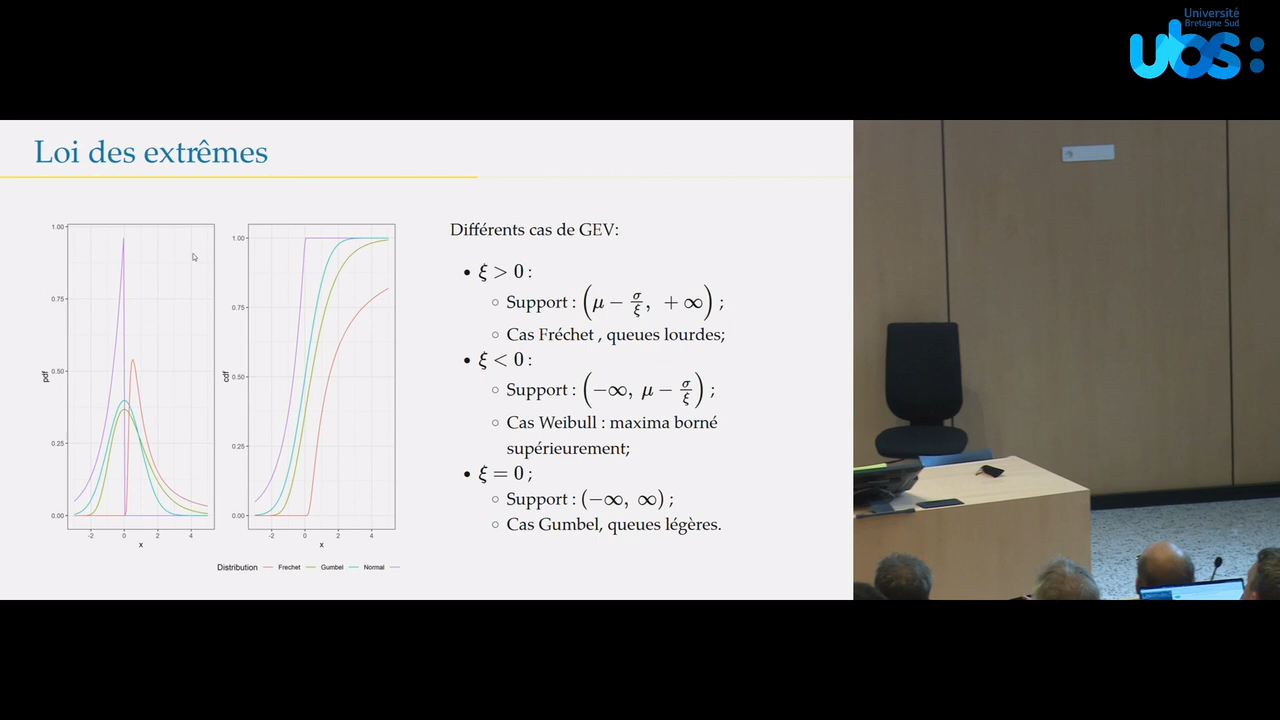 Université
Bretagne Sud
ubs:
Loi des extrêmes
1.00
0.75
0.50
0.25
0.00
pdf
-2 0 2 4
x
1.00
0.75
0.50
0.25
0.00
cdf
-2 0 2 4
x
Distribution Frechet Gumbel Normal
Différents cas de GEV:
• ξ > 0 :
○ Support : (μ − σ/ξ, +∞) ;
○ Cas Fréchet , queues lourdes;
• ξ < 0 :
○ Support : (−∞, μ − σ/ξ) ;
○ Cas Weibull : maxima borné
supérieurement;
• ξ = 0 ;
○ Support : (−∞, ∞) ;
○ Cas Gumbel, queues légères.